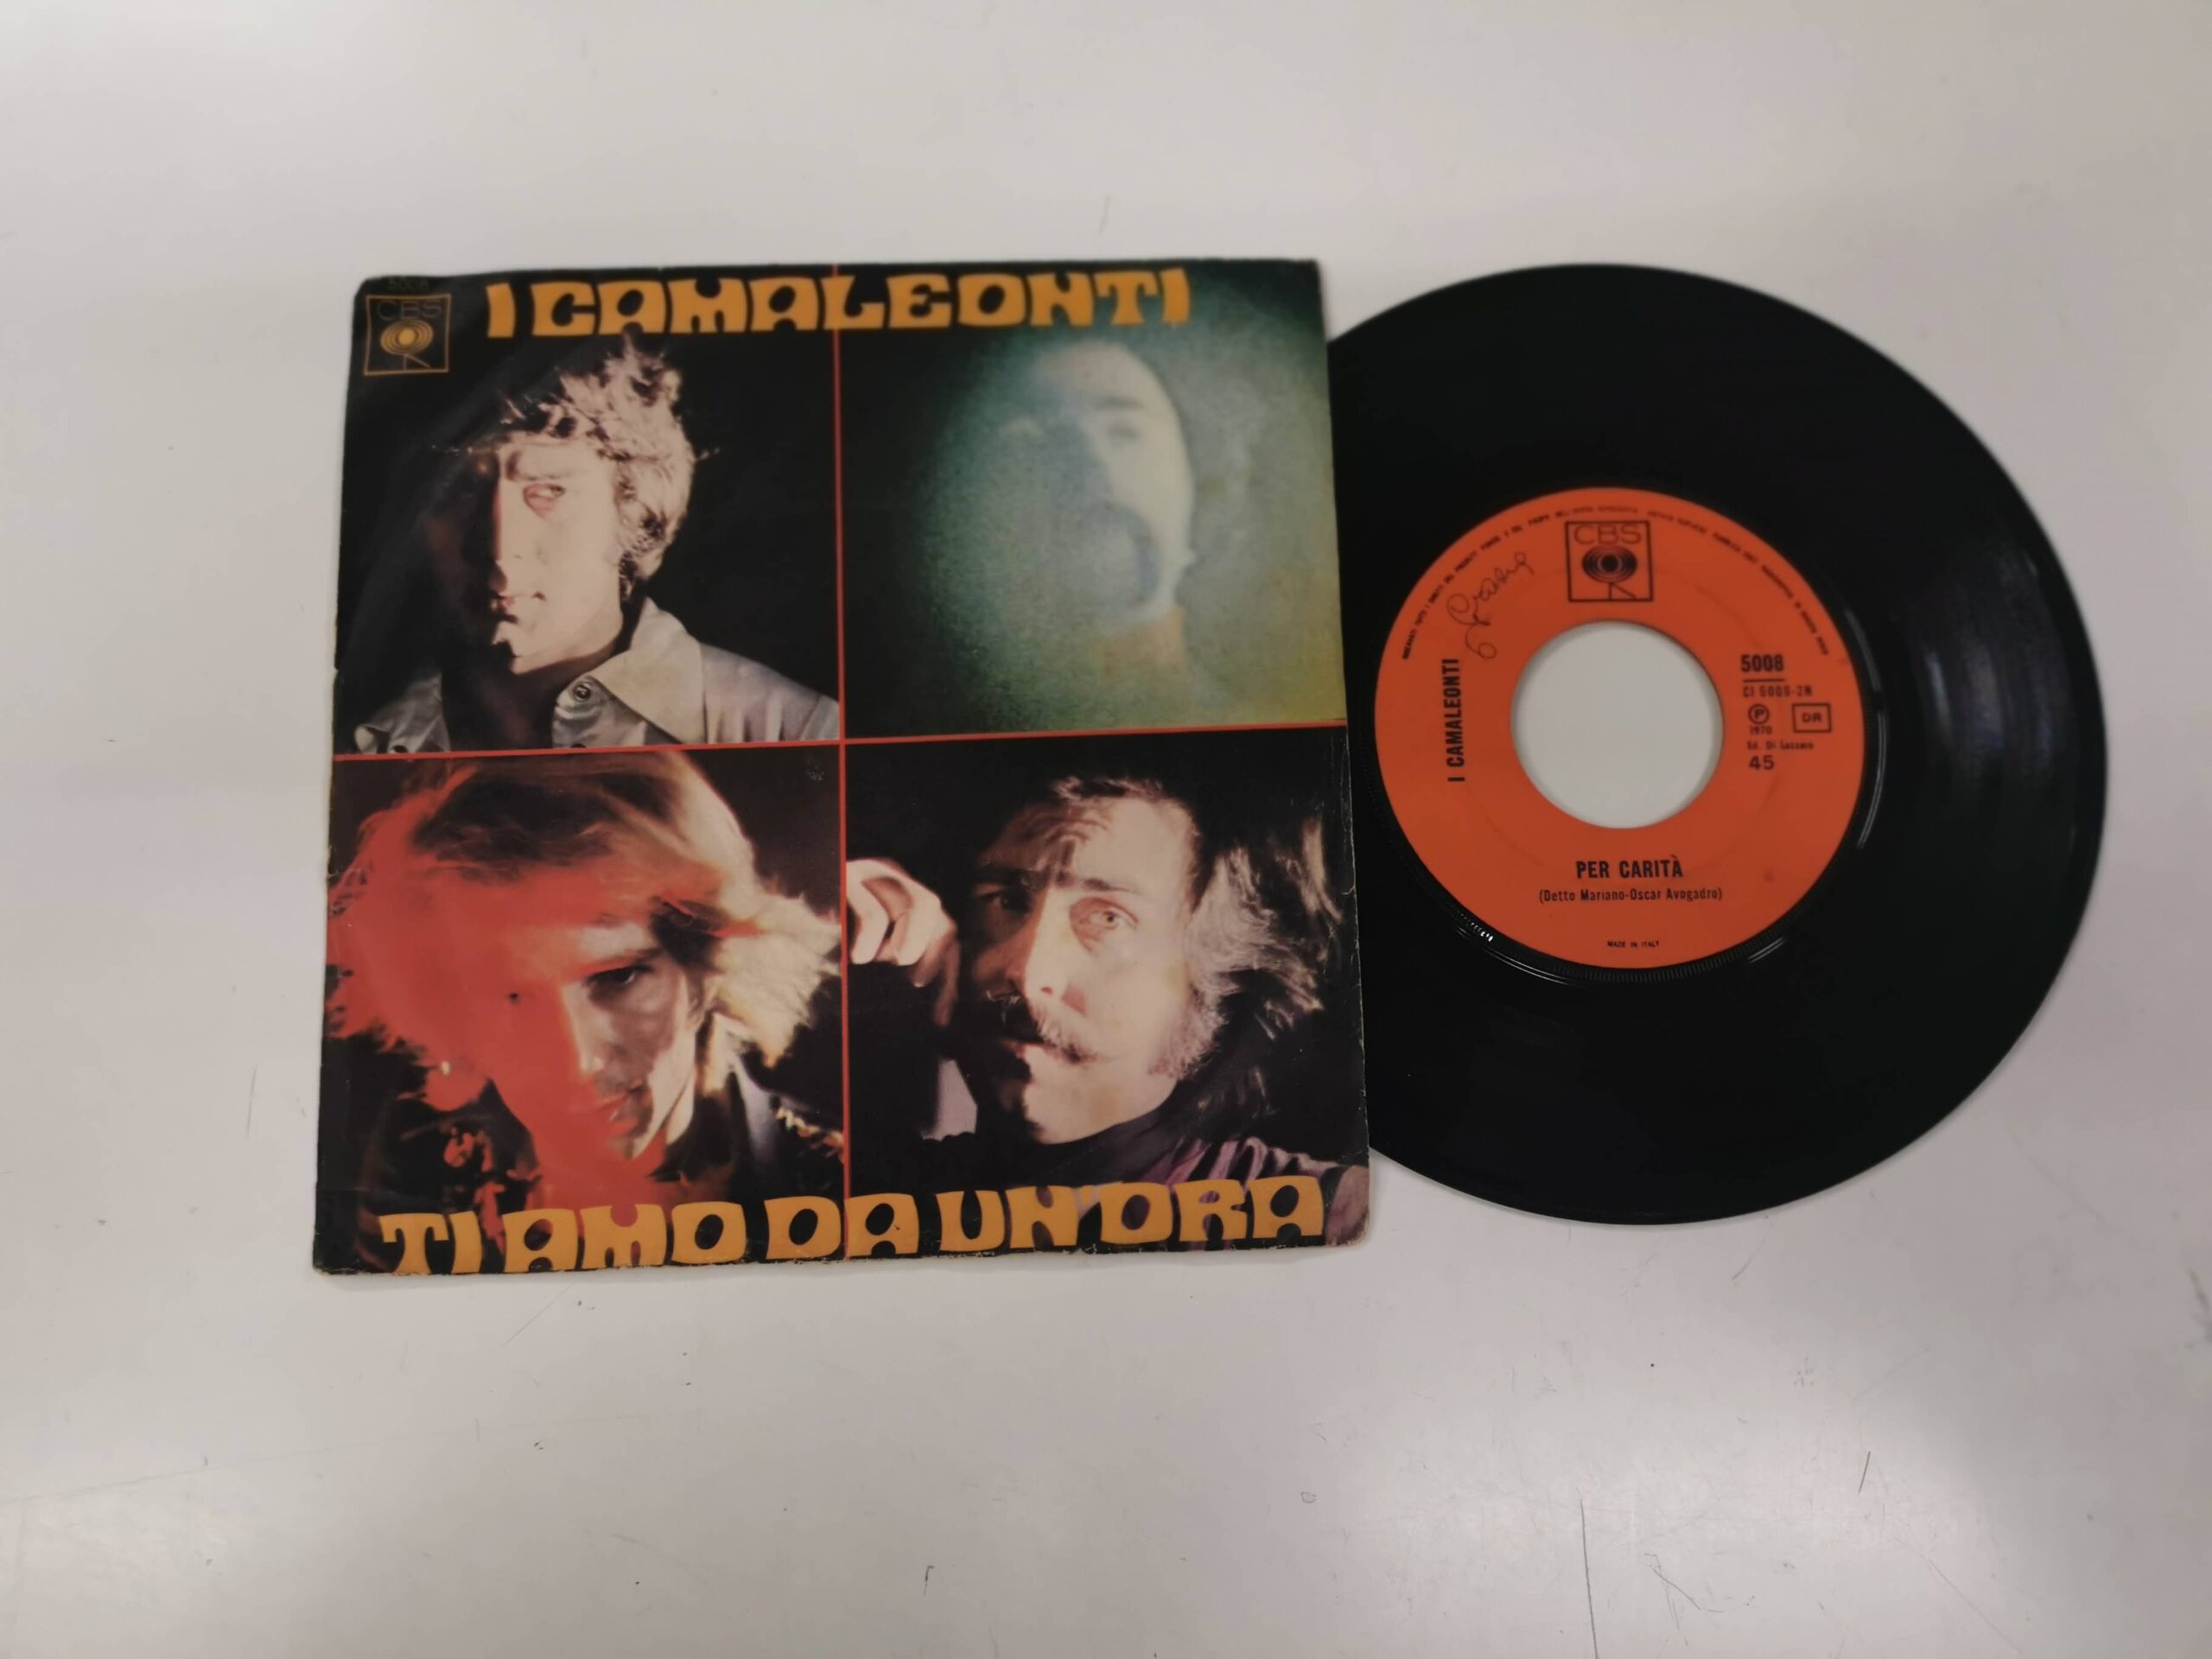 5008
CBS
I CAMALEONTI
TI AMO DA UN'ORA
CBS
I CAMALEONTI
5008
CI 5008-2N
P
1970
DR
Ed. Di Lazzaro
45
PER CARITÀ
(Detto Mariano-Oscar Avogadro)
MADE IN ITALY